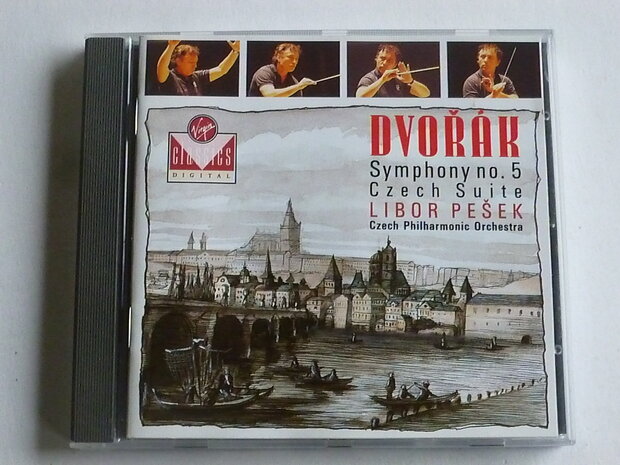 Virgin
CLASSICS
DIGITAL
DVOŘÁK
Symphony no. 5
Czech Suite
LIBOR PEŠEK
Czech Philharmonic Orchestra